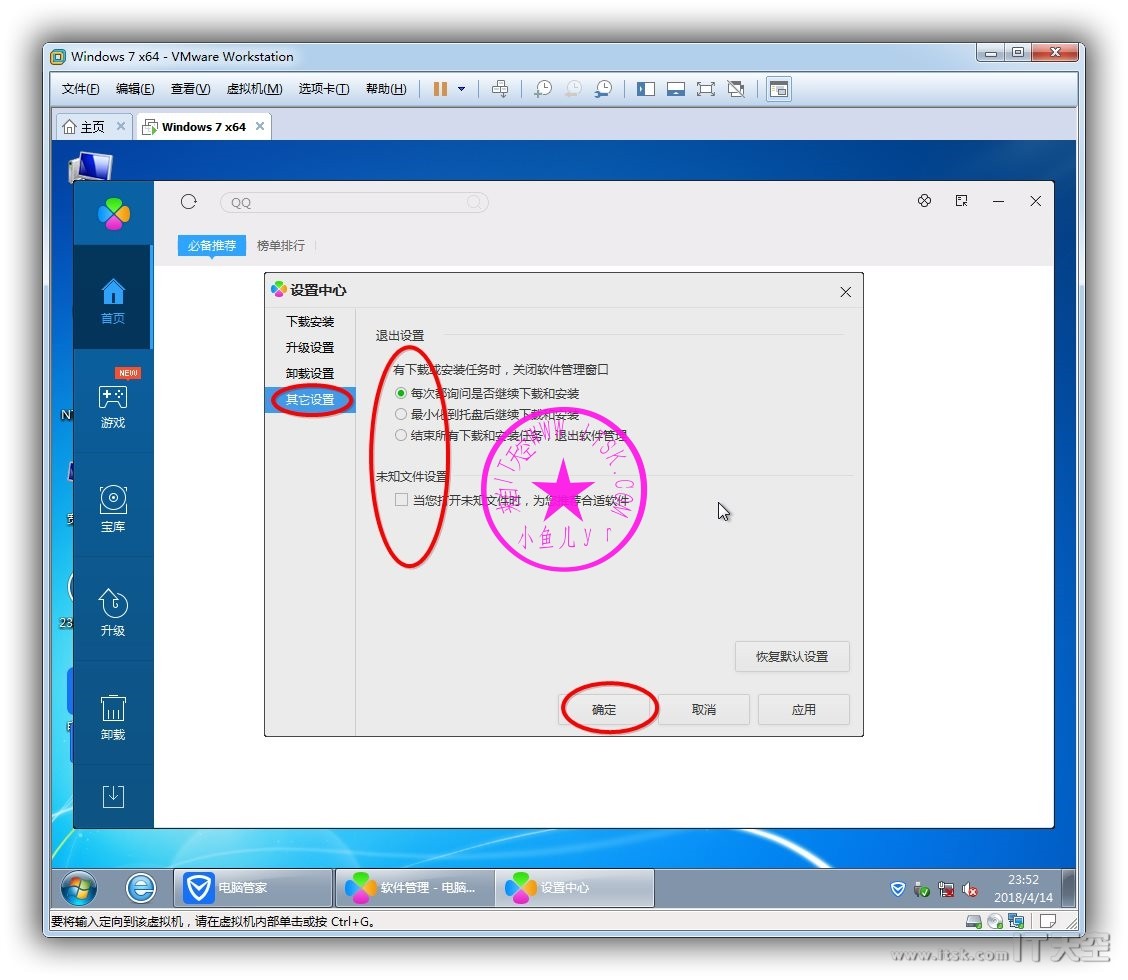 Windows 7 x64 - VMware Workstation
文件(F) 编辑(E) 查看(V) 虚拟机(M) 选项卡(T) 帮助(H)
主页 Windows 7 x64
QQ
必备推荐 榜单排行
设置中心
首页
NEW
游戏
宝库
升级
卸载
下载安装
升级设置
卸载设置
其它设置
退出设置
有下载或安装任务时，关闭软件管理窗口
每次都询问是否继续下载和安装
最小化到托盘后继续下载和安装
结束所有下载和安装任务，退出软件管理
未知文件设置
当您打开未知文件时，为您推荐合适软件
IT天空WWW.ITSK.COM
小鱼儿yr
恢复默认设置
确定 取消 应用
电脑管家 软件管理 - 电脑... 设置中心
23:52
2018/4/14
要将输入定向到该虚拟机，请在虚拟机内部单击或按 Ctrl+G。
www.itsk.com IT天空